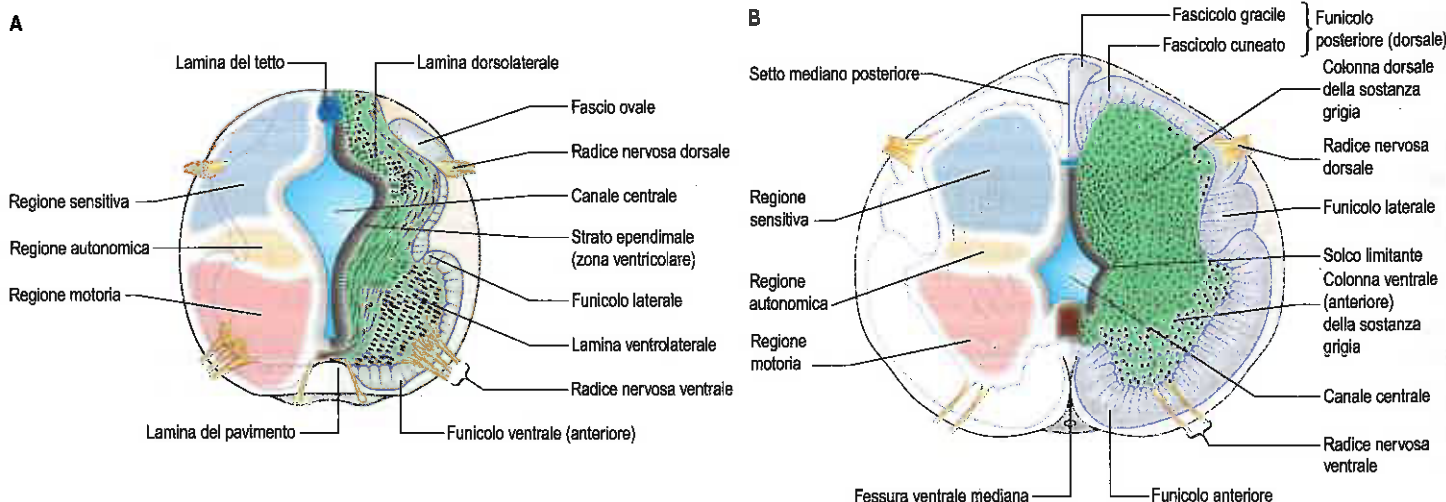 A
Lamina del tetto
Lamina dorsolaterale
Fascio ovale
Radice nervosa dorsale
Canale centrale
Strato ependimale
(zona ventricolare)
Funicolo laterale
Lamina ventrolaterale
Radice nervosa ventrale
Regione sensitiva
Regione autonomica
Regione motoria
Lamina del pavimento
Funicolo ventrale (anteriore)
B
Fascicolo gracile
Fascicolo cuneato
Funicolo
posteriore (dorsale)
Setto mediano posteriore
Colonna dorsale
della sostanza
grigia
Radice nervosa
dorsale
Funicolo laterale
Solco limitante
Colonna ventrale
(anteriore)
della sostanza
grigia
Canale centrale
Radice nervosa
ventrale
Regione
sensitiva
Regione
autonomica
Regione
motoria
Fessura ventrale mediana
Funicolo anteriore